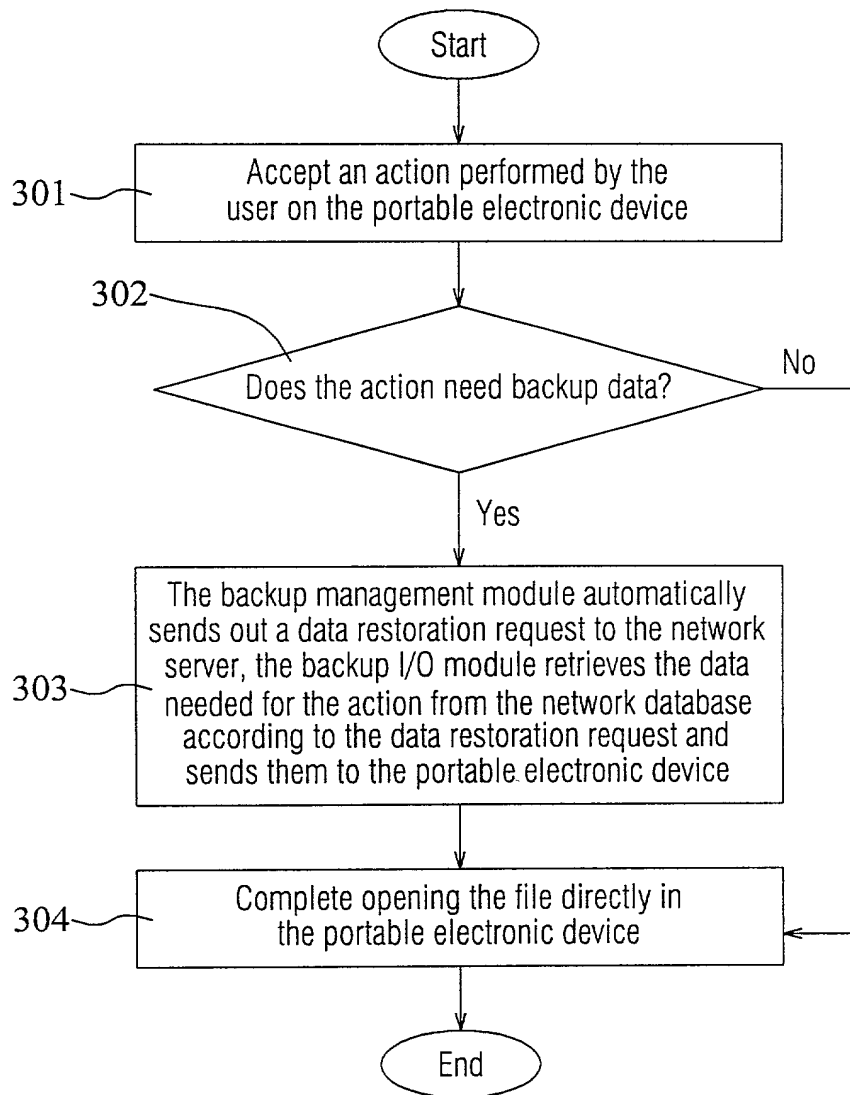 Start
301
Accept an action performed by the
user on the portable electronic device
302
Does the action need backup data?
No
Yes
303
The backup management module automatically
sends out a data restoration request to the network
server, the backup I/O module retrieves the data
needed for the action from the network database
according to the data restoration request and
sends them to the portable electronic device
304
Complete opening the file directly in
the portable electronic device
End